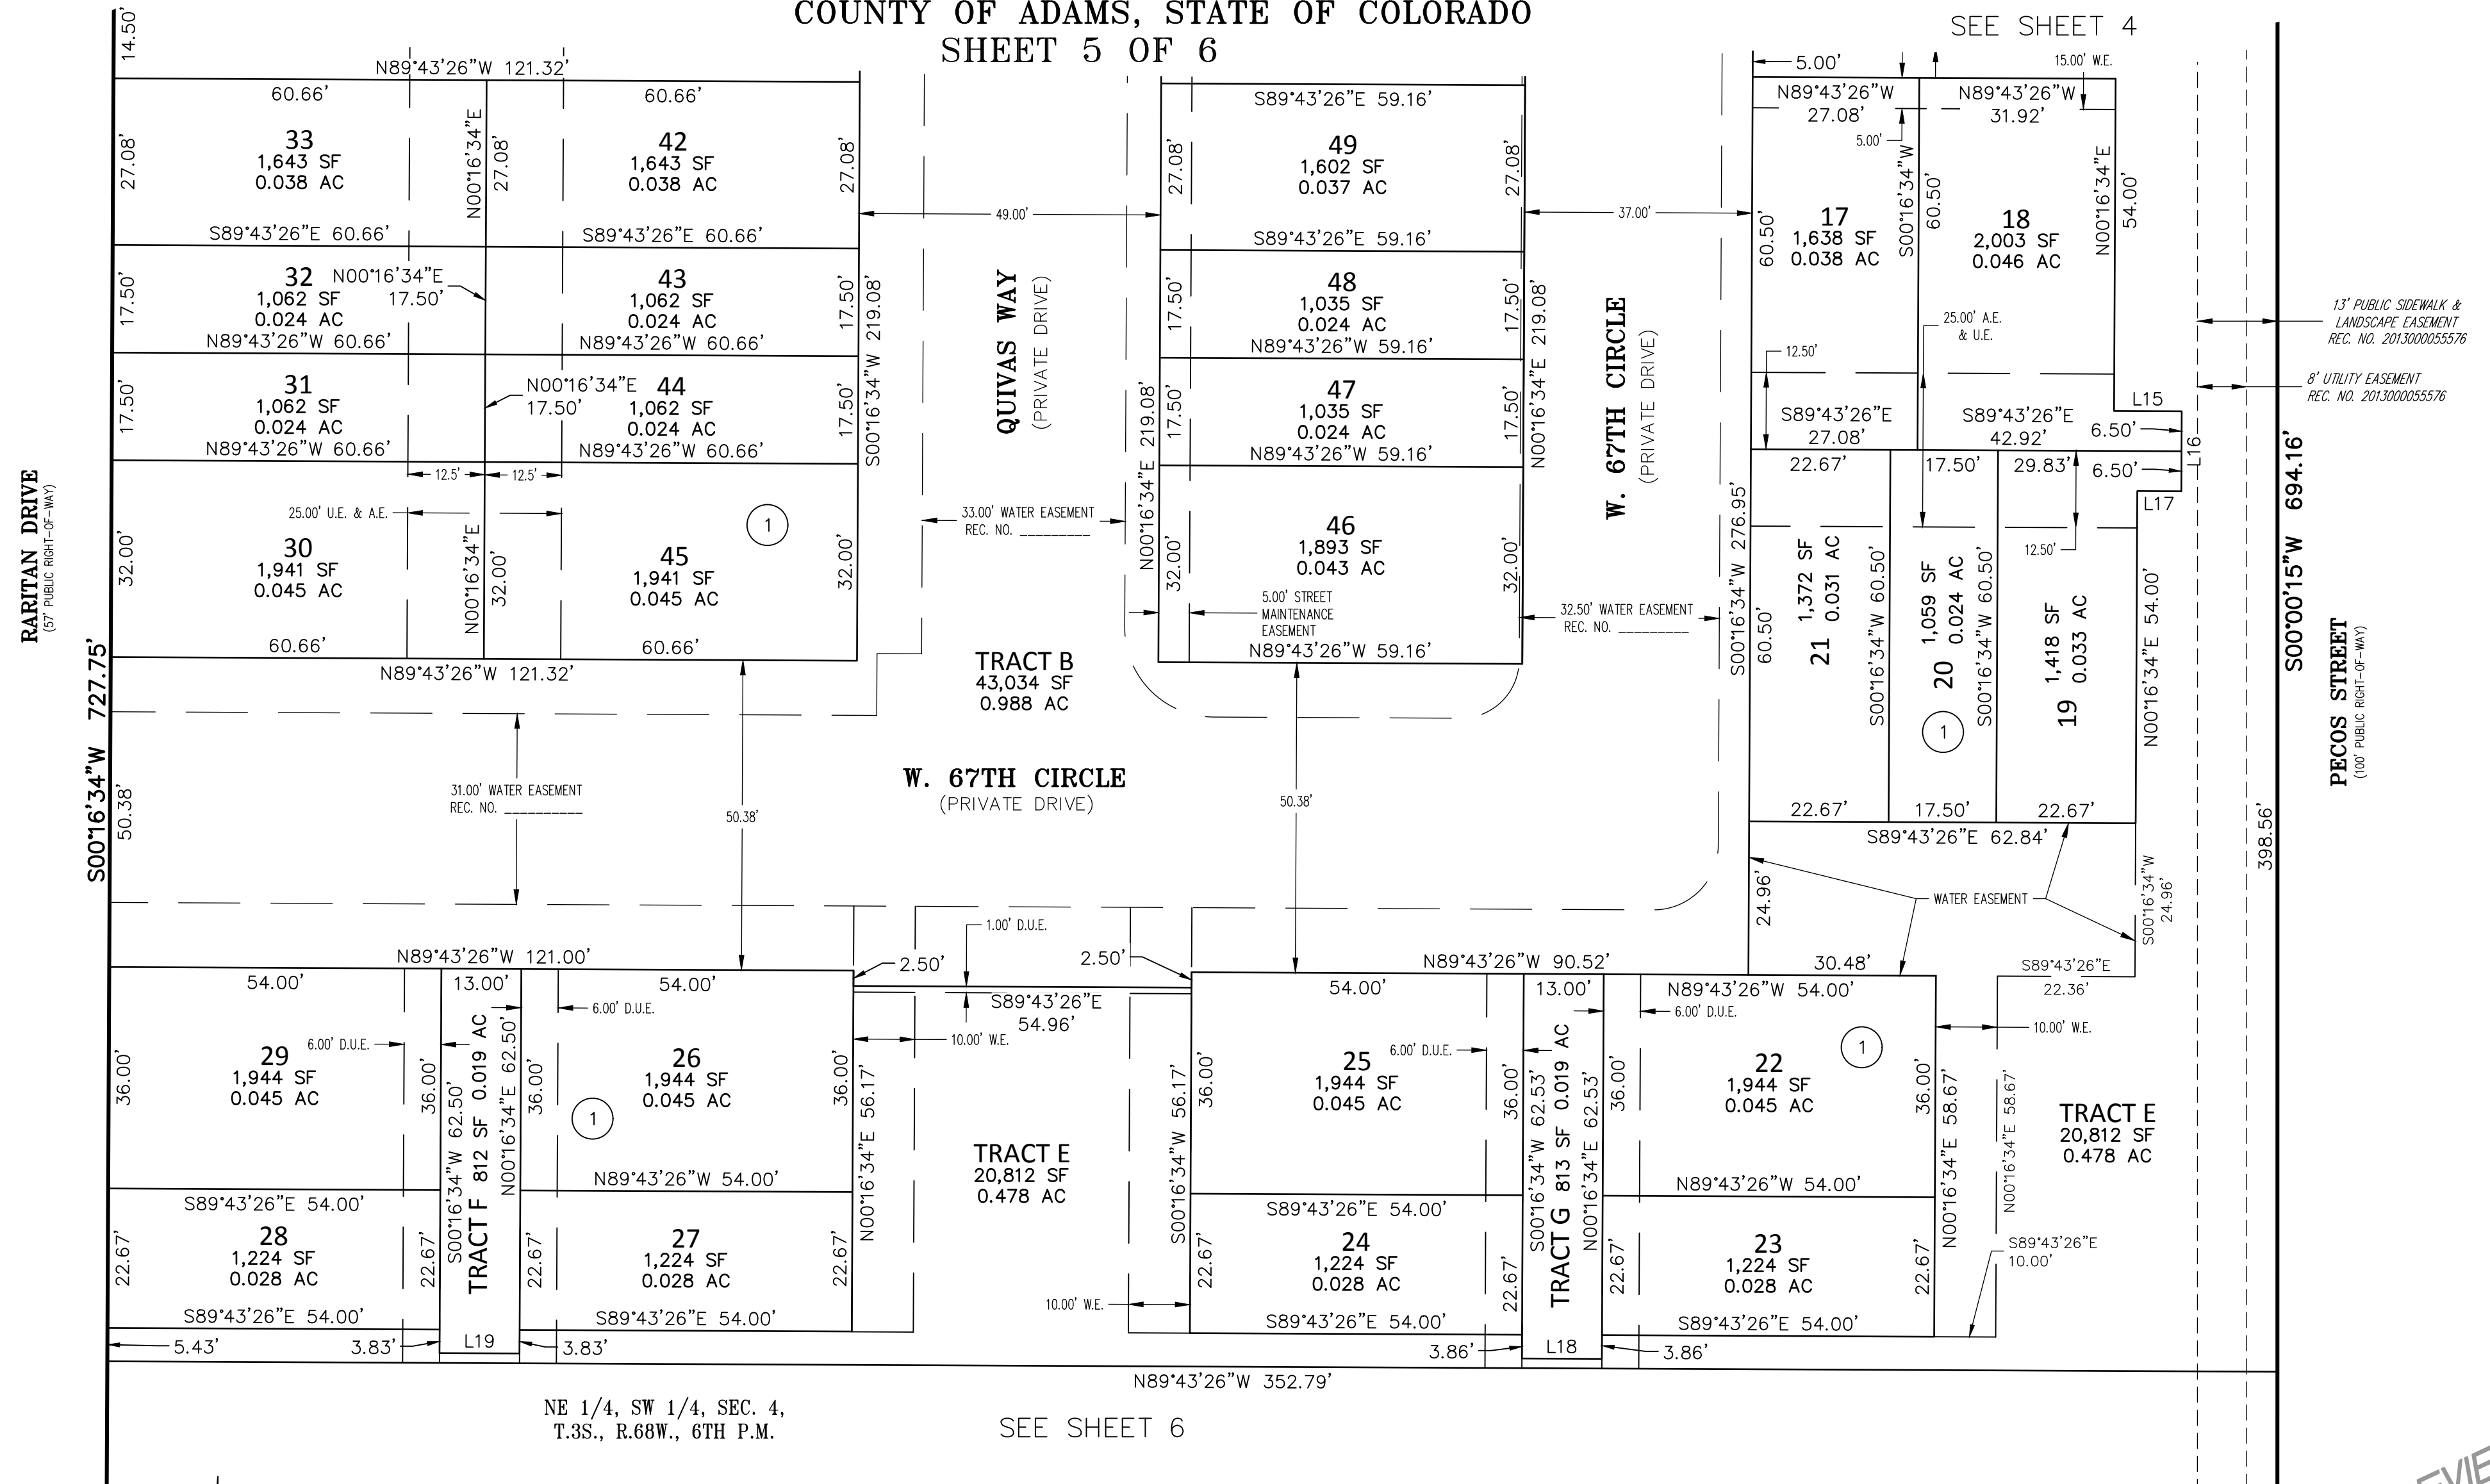 COUNTY OF ADAMS, STATE OF COLORADO
SHEET 5 OF 6
SEE SHEET 4
14.50'
N89°43'26"W 121.32'
60.66'
60.66'
27.08'
33
1,643 SF
0.038 AC
N00°16'34"E
27.08'
42
1,643 SF
0.038 AC
27.08'
S89°43'26"E 60.66'
S89°43'26"E 60.66'
17.50'
32
1,062 SF
0.024 AC
N00°16'34"E
17.50'
43
1,062 SF
0.024 AC
17.50'
N89°43'26"W 60.66'
N89°43'26"W 60.66'
17.50'
31
1,062 SF
0.024 AC
N00°16'34"E
17.50'
44
1,062 SF
0.024 AC
17.50'
N89°43'26"W 60.66'
N89°43'26"W 60.66'
S00°16'34"W 219.08'
12.5'
12.5'
25.00' U.E. & A.E.
1
32.00'
30
1,941 SF
0.045 AC
N00°16'34"E
32.00'
45
1,941 SF
0.045 AC
32.00'
60.66'
60.66'
N89°43'26"W 121.32'
RARITAN DRIVE
(57' PUBLIC RIGHT-OF-WAY)
S00°16'34"W 727.75'
50.38'
49.00'
QUIVAS WAY
(PRIVATE DRIVE)
33.00' WATER EASEMENT
REC. NO. __________
N00°16'34"E 219.08'
S89°43'26"E 59.16'
27.08'
49
1,602 SF
0.037 AC
27.08'
S89°43'26"E 59.16'
17.50'
48
1,035 SF
0.024 AC
17.50'
N89°43'26"W 59.16'
17.50'
47
1,035 SF
0.024 AC
17.50'
N89°43'26"W 59.16'
32.00'
46
1,893 SF
0.043 AC
32.00'
5.00' STREET
MAINTENANCE
EASEMENT
N89°43'26"W 59.16'
N00°16'34"E 219.08'
37.00'
W. 67TH CIRCLE
(PRIVATE DRIVE)
32.50' WATER EASEMENT
REC. NO. __________
S00°16'34"W 276.95'
5.00'
15.00' W.E.
N89°43'26"W
27.08'
N89°43'26"W
31.92'
5.00'
60.50'
17
1,638 SF
0.038 AC
S00°16'34"W
60.50'
18
2,003 SF
0.046 AC
N00°16'34"E
54.00'
25.00' A.E.
& U.E.
12.50'
S89°43'26"E
27.08'
S89°43'26"E
42.92'
L15
6.50'
L16
6.50'
L17
22.67'
17.50'
29.83'
12.50'
60.50'
21
1,372 SF
0.031 AC
S00°16'34"W 60.50'
20
1,059 SF
0.024 AC
1
S00°16'34"W 60.50'
19
1,418 SF
0.033 AC
N00°16'34"E 54.00'
22.67'
17.50'
22.67'
S89°43'26"E 62.84'
13' PUBLIC SIDEWALK &
LANDSCAPE EASEMENT
REC. NO. 2013000055576
8' UTILITY EASEMENT
REC. NO. 2013000055576
S00°00'15"W 694.16'
PECOS STREET
(100' PUBLIC RIGHT-OF-WAY)
398.56'
TRACT B
43,034 SF
0.988 AC
W. 67TH CIRCLE
(PRIVATE DRIVE)
31.00' WATER EASEMENT
REC. NO. __________
50.38'
50.38'
24.96'
WATER EASEMENT
S00°16'34"W
24.96'
N89°43'26"W 121.00'
54.00'
13.00'
54.00'
6.00' D.U.E.
6.00' D.U.E.
36.00'
29
1,944 SF
0.045 AC
36.00'
S00°16'34"W 62.50'
TRACT F 812 SF 0.019 AC
N00°16'34"E 62.50'
36.00'
26
1,944 SF
0.045 AC
36.00'
1
N89°43'26"W 54.00'
S89°43'26"E 54.00'
22.67'
28
1,224 SF
0.028 AC
22.67'
22.67'
27
1,224 SF
0.028 AC
22.67'
S89°43'26"E 54.00'
S89°43'26"E 54.00'
5.43'
3.83'
L19
3.83'
1.00' D.U.E.
2.50'
2.50'
S89°43'26"E
54.96'
10.00' W.E.
N00°16'34"E 56.17'
TRACT E
20,812 SF
0.478 AC
10.00' W.E.
S00°16'34"W 56.17'
N89°43'26"W 90.52'
30.48'
54.00'
13.00'
N89°43'26"W 54.00'
6.00' D.U.E.
6.00' D.U.E.
36.00'
25
1,944 SF
0.045 AC
36.00'
S00°16'34"W 62.53'
TRACT G 813 SF 0.019 AC
N00°16'34"E 62.53'
36.00'
22
1,944 SF
0.045 AC
36.00'
1
S89°43'26"E 54.00'
N89°43'26"W 54.00'
22.67'
24
1,224 SF
0.028 AC
22.67'
22.67'
23
1,224 SF
0.028 AC
22.67'
S89°43'26"E 54.00'
S89°43'26"E 54.00'
3.86'
L18
3.86'
S89°43'26"E
22.36'
10.00' W.E.
N00°16'34"E 58.67'
N00°16'34"E 58.67'
TRACT E
20,812 SF
0.478 AC
S89°43'26"E
10.00'
N89°43'26"W 352.79'
NE 1/4, SW 1/4, SEC. 4,
T.3S., R.68W., 6TH P.M.
SEE SHEET 6